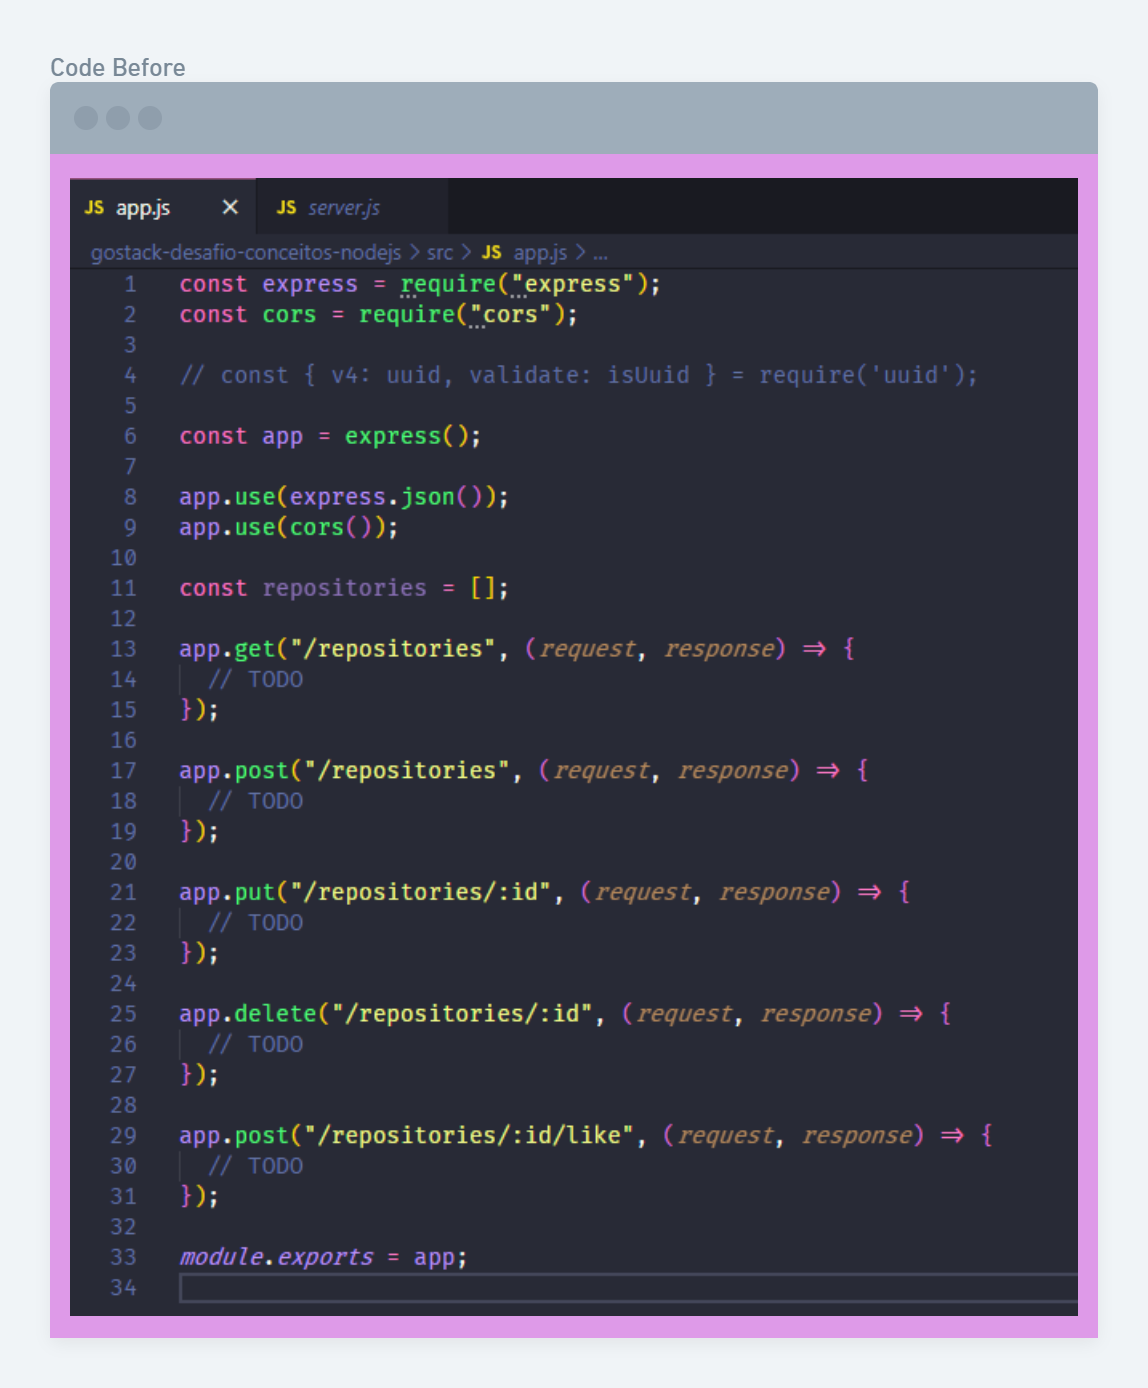 Code Before
JS app.js × JS server.js
gostack-desafio-conceitos-nodejs > src > JS app.js > ...
1 const express = require("express");
2 const cors = require("cors");
3
4 // const { v4: uuid, validate: isUuid } = require('uuid');
5
6 const app = express();
7
8 app.use(express.json());
9 app.use(cors());
10
11 const repositories = [];
12
13 app.get("/repositories", (request, response) => {
14 // TODO
15 });
16
17 app.post("/repositories", (request, response) => {
18 // TODO
19 });
20
21 app.put("/repositories/:id", (request, response) => {
22 // TODO
23 });
24
25 app.delete("/repositories/:id", (request, response) => {
26 // TODO
27 });
28
29 app.post("/repositories/:id/like", (request, response) => {
30 // TODO
31 });
32
33 module.exports = app;
34